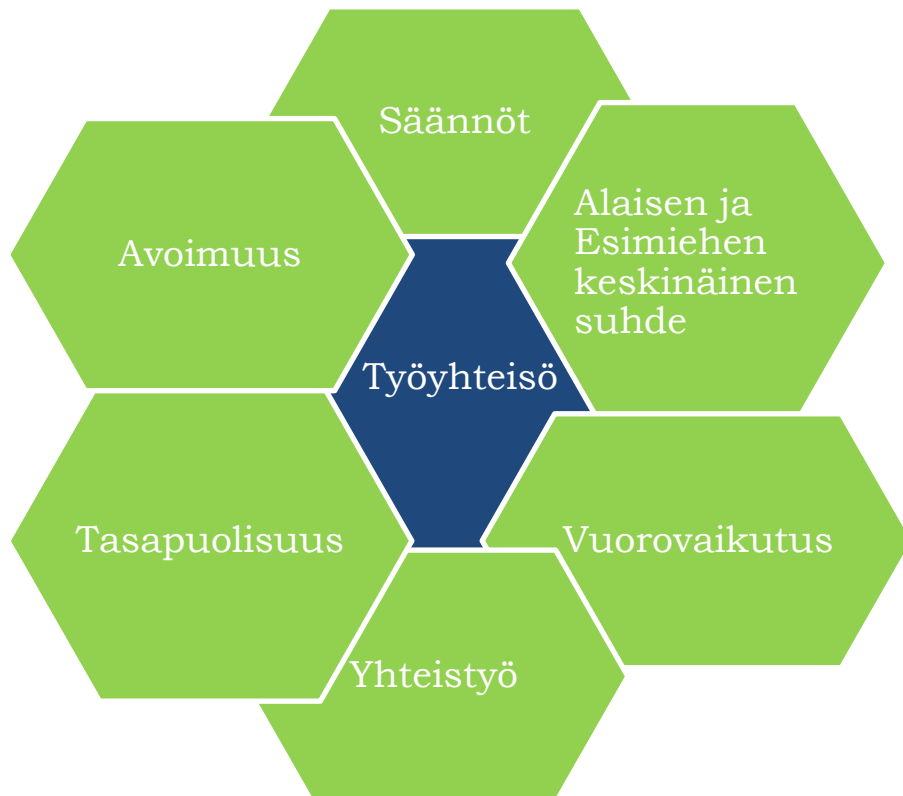 Säännöt
Alaisen ja
Esimiehen
keskinäinen
suhde
Avoimuus
Työyhteisö
Tasapuolisuus
Vuorovaikutus
Yhteistyö